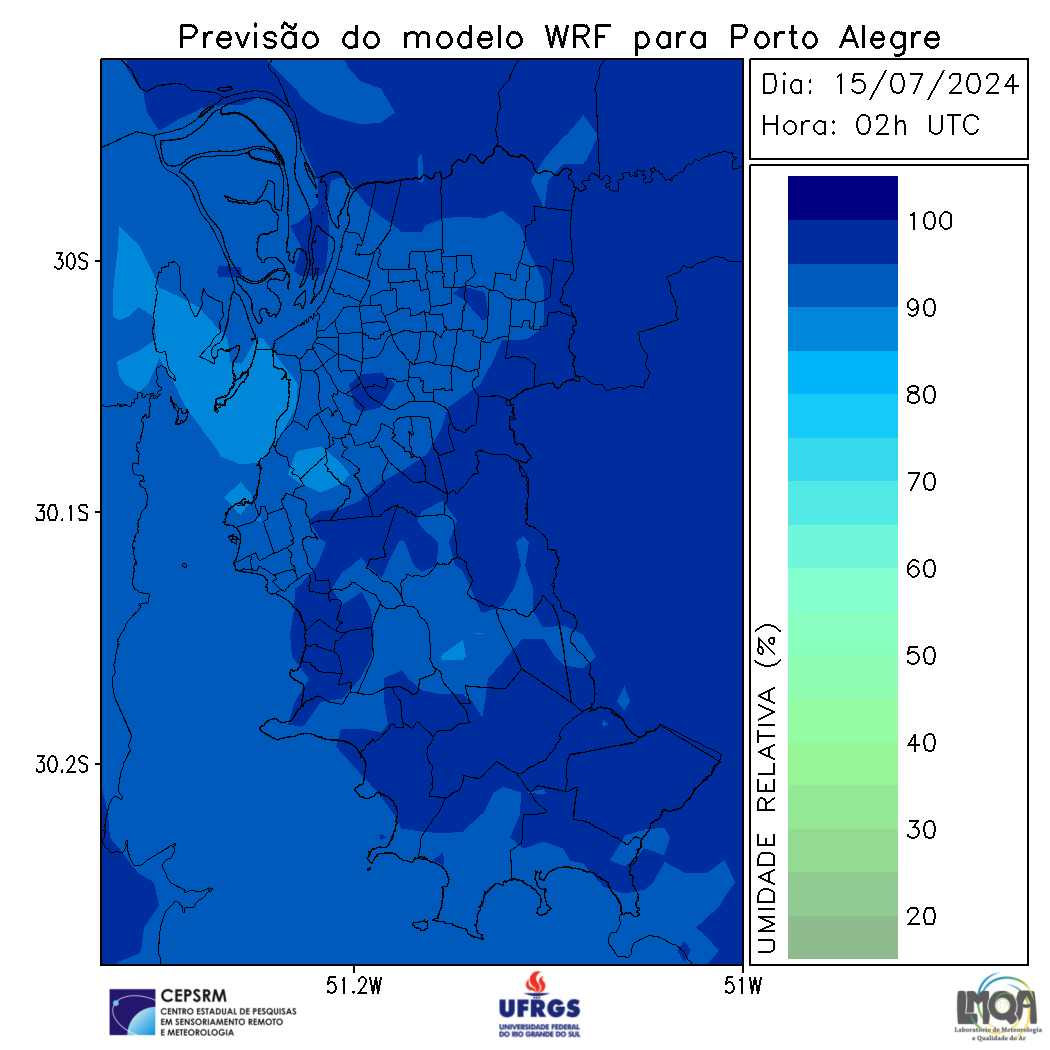 Previsão do modelo WRF para Porto Alegre
Dia: 15/07/2024
Hora: 02h UTC
30S
30.1S
30.2S
51.2W
51W
UMIDADE RELATIVA (%)
100
90
80
70
60
50
40
30
20
CEPSRM
CENTRO ESTADUAL DE PESQUISAS
EM SENSORIAMENTO REMOTO
E METEOROLOGIA
UFRGS
UNIVERSIDADE FEDERAL
DO RIO GRANDE DO SUL
LMQA
Laboratório de Meteorologia
e Qualidade do Ar